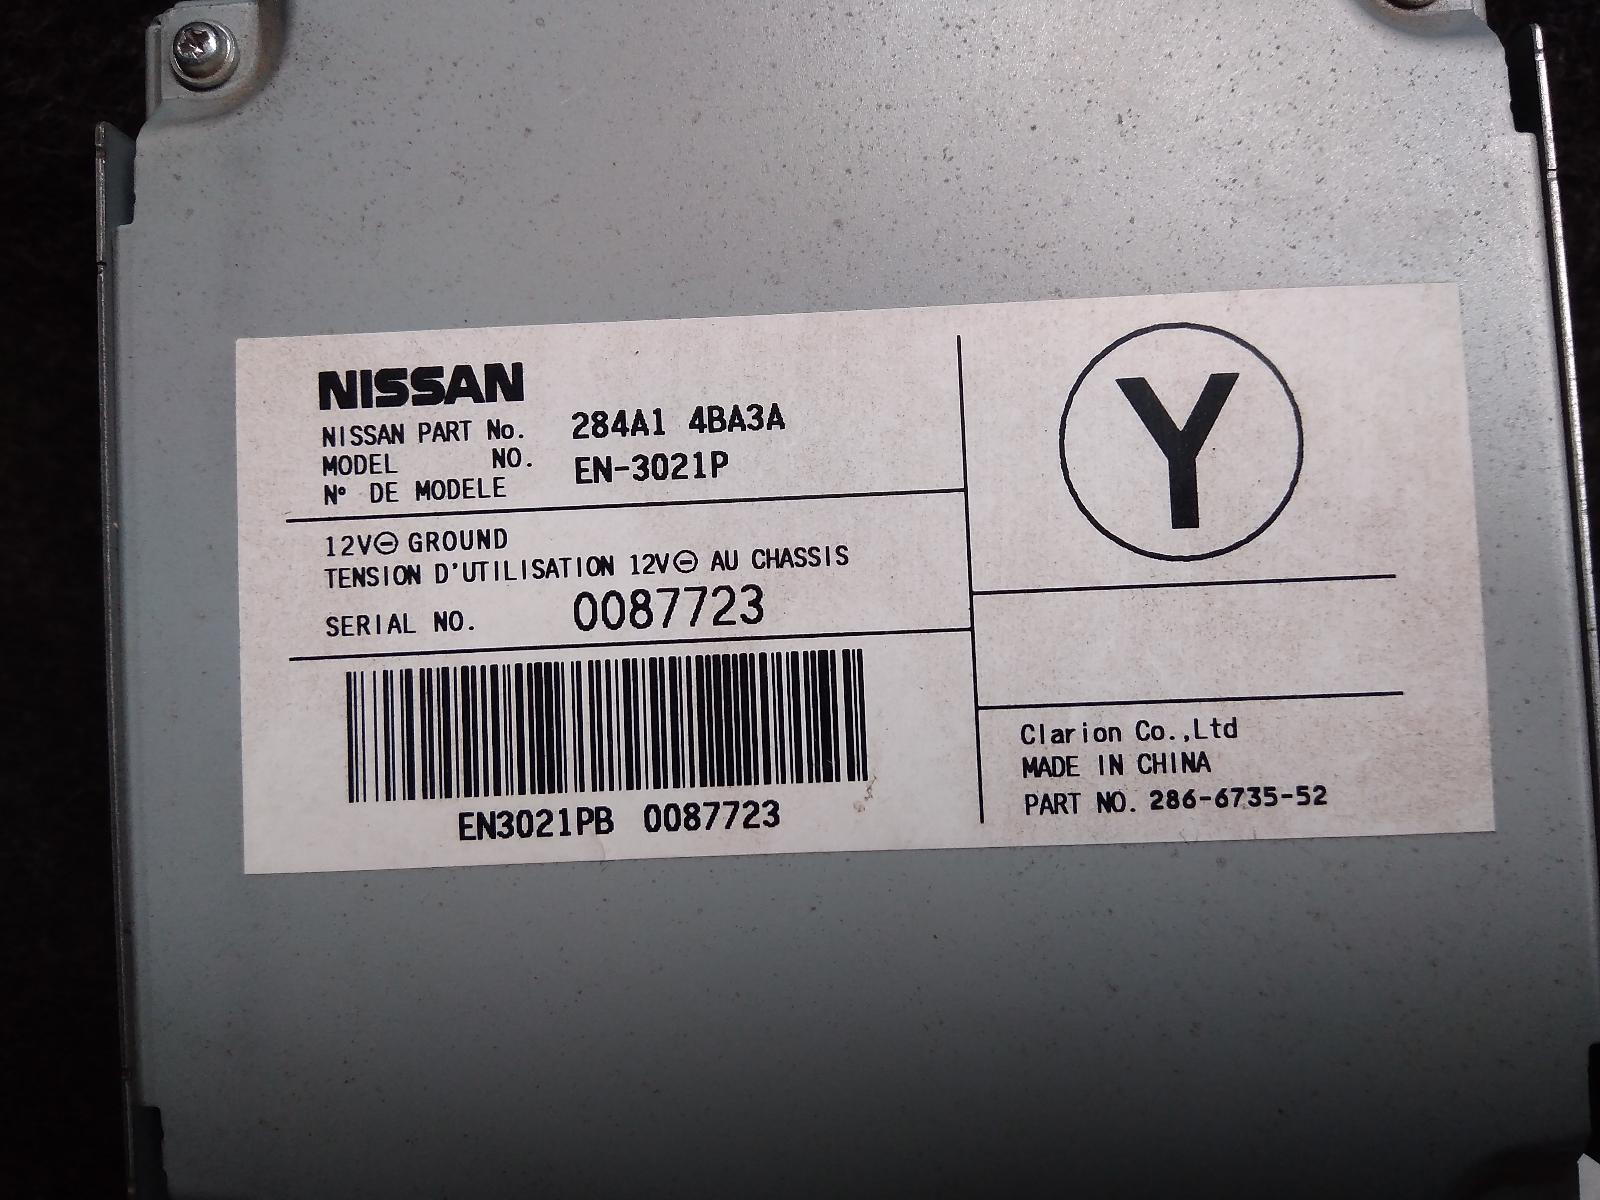 NISSAN
NISSAN PART No. 284A1 4BA3A
MODEL NO. EN-3021P
Nº DE MODELE
12V⊖ GROUND
TENSION D'UTILISATION 12V⊖ AU CHASSIS
SERIAL NO. 0087723
EN3021PB 0087723
Y
Clarion Co.,Ltd
MADE IN CHINA
PART NO. 286-6735-52